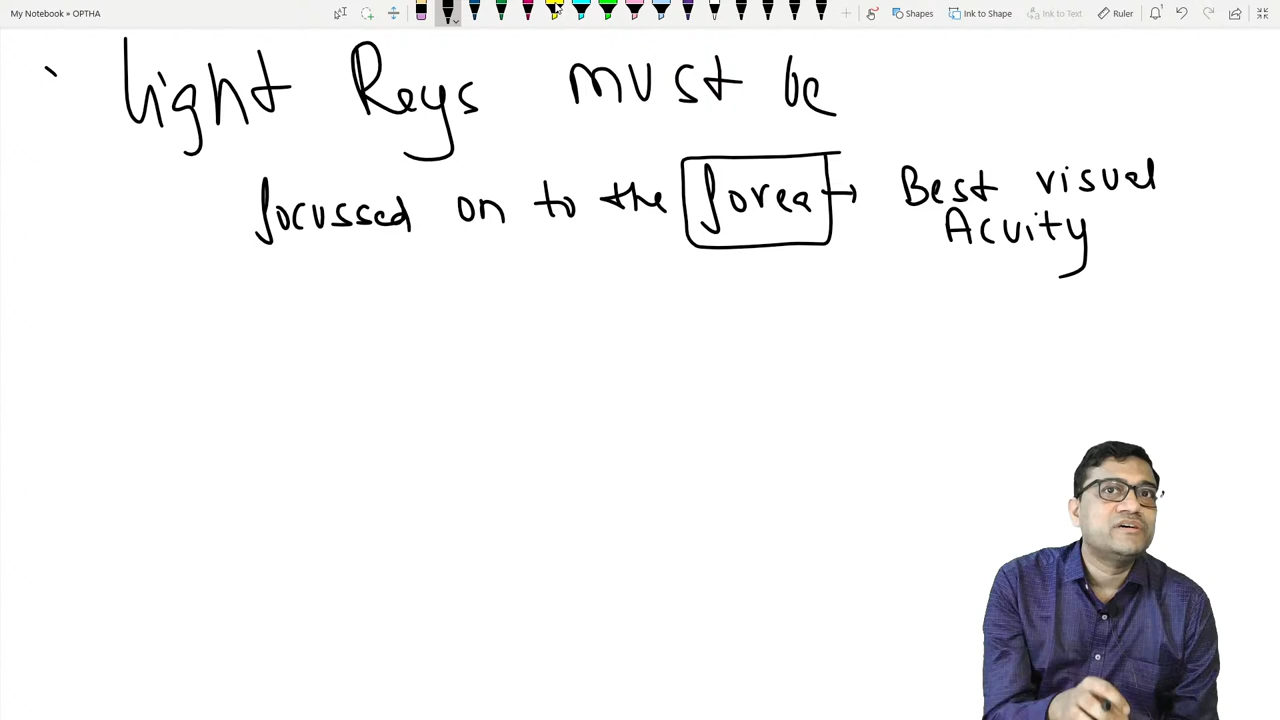 My Notebook » OPTHA
Shapes
Ink to Shape
Ink to Text
Ruler
light Rays must be
focussed on to the fovea → Best visual
Acuity